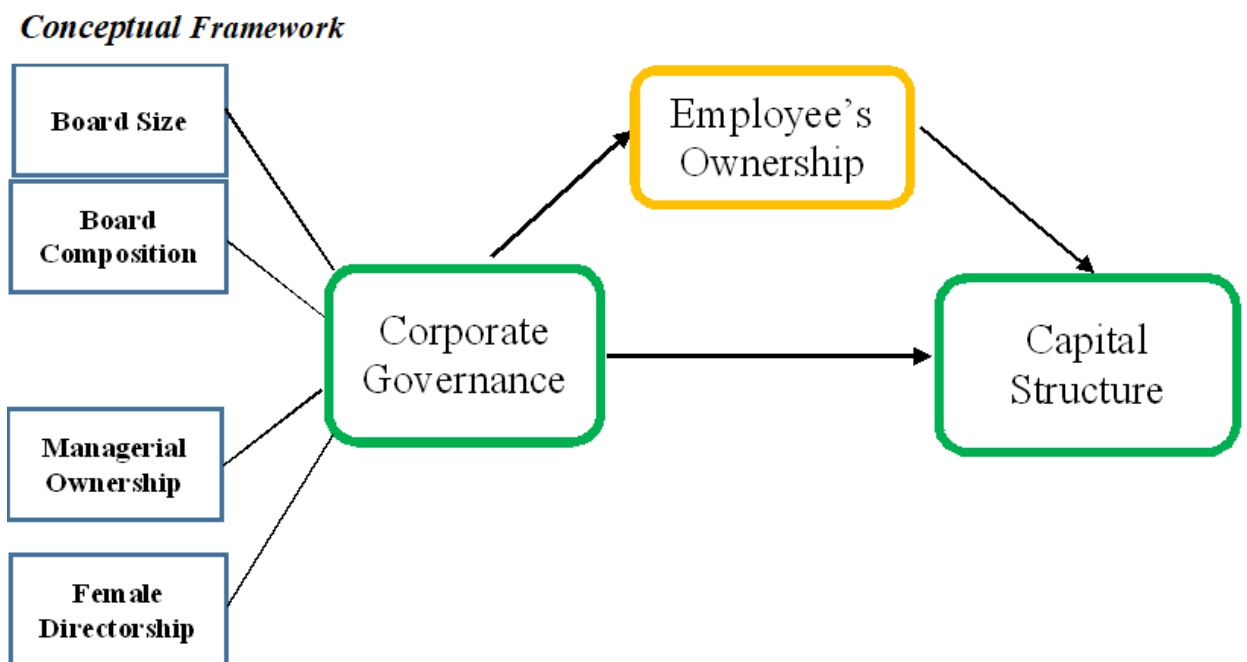 Conceptual Framework
Board Size
Board
Composition
Managerial
Ownership
Female
Directorship
Corporate
Governance
Employee’s
Ownership
Capital
Structure